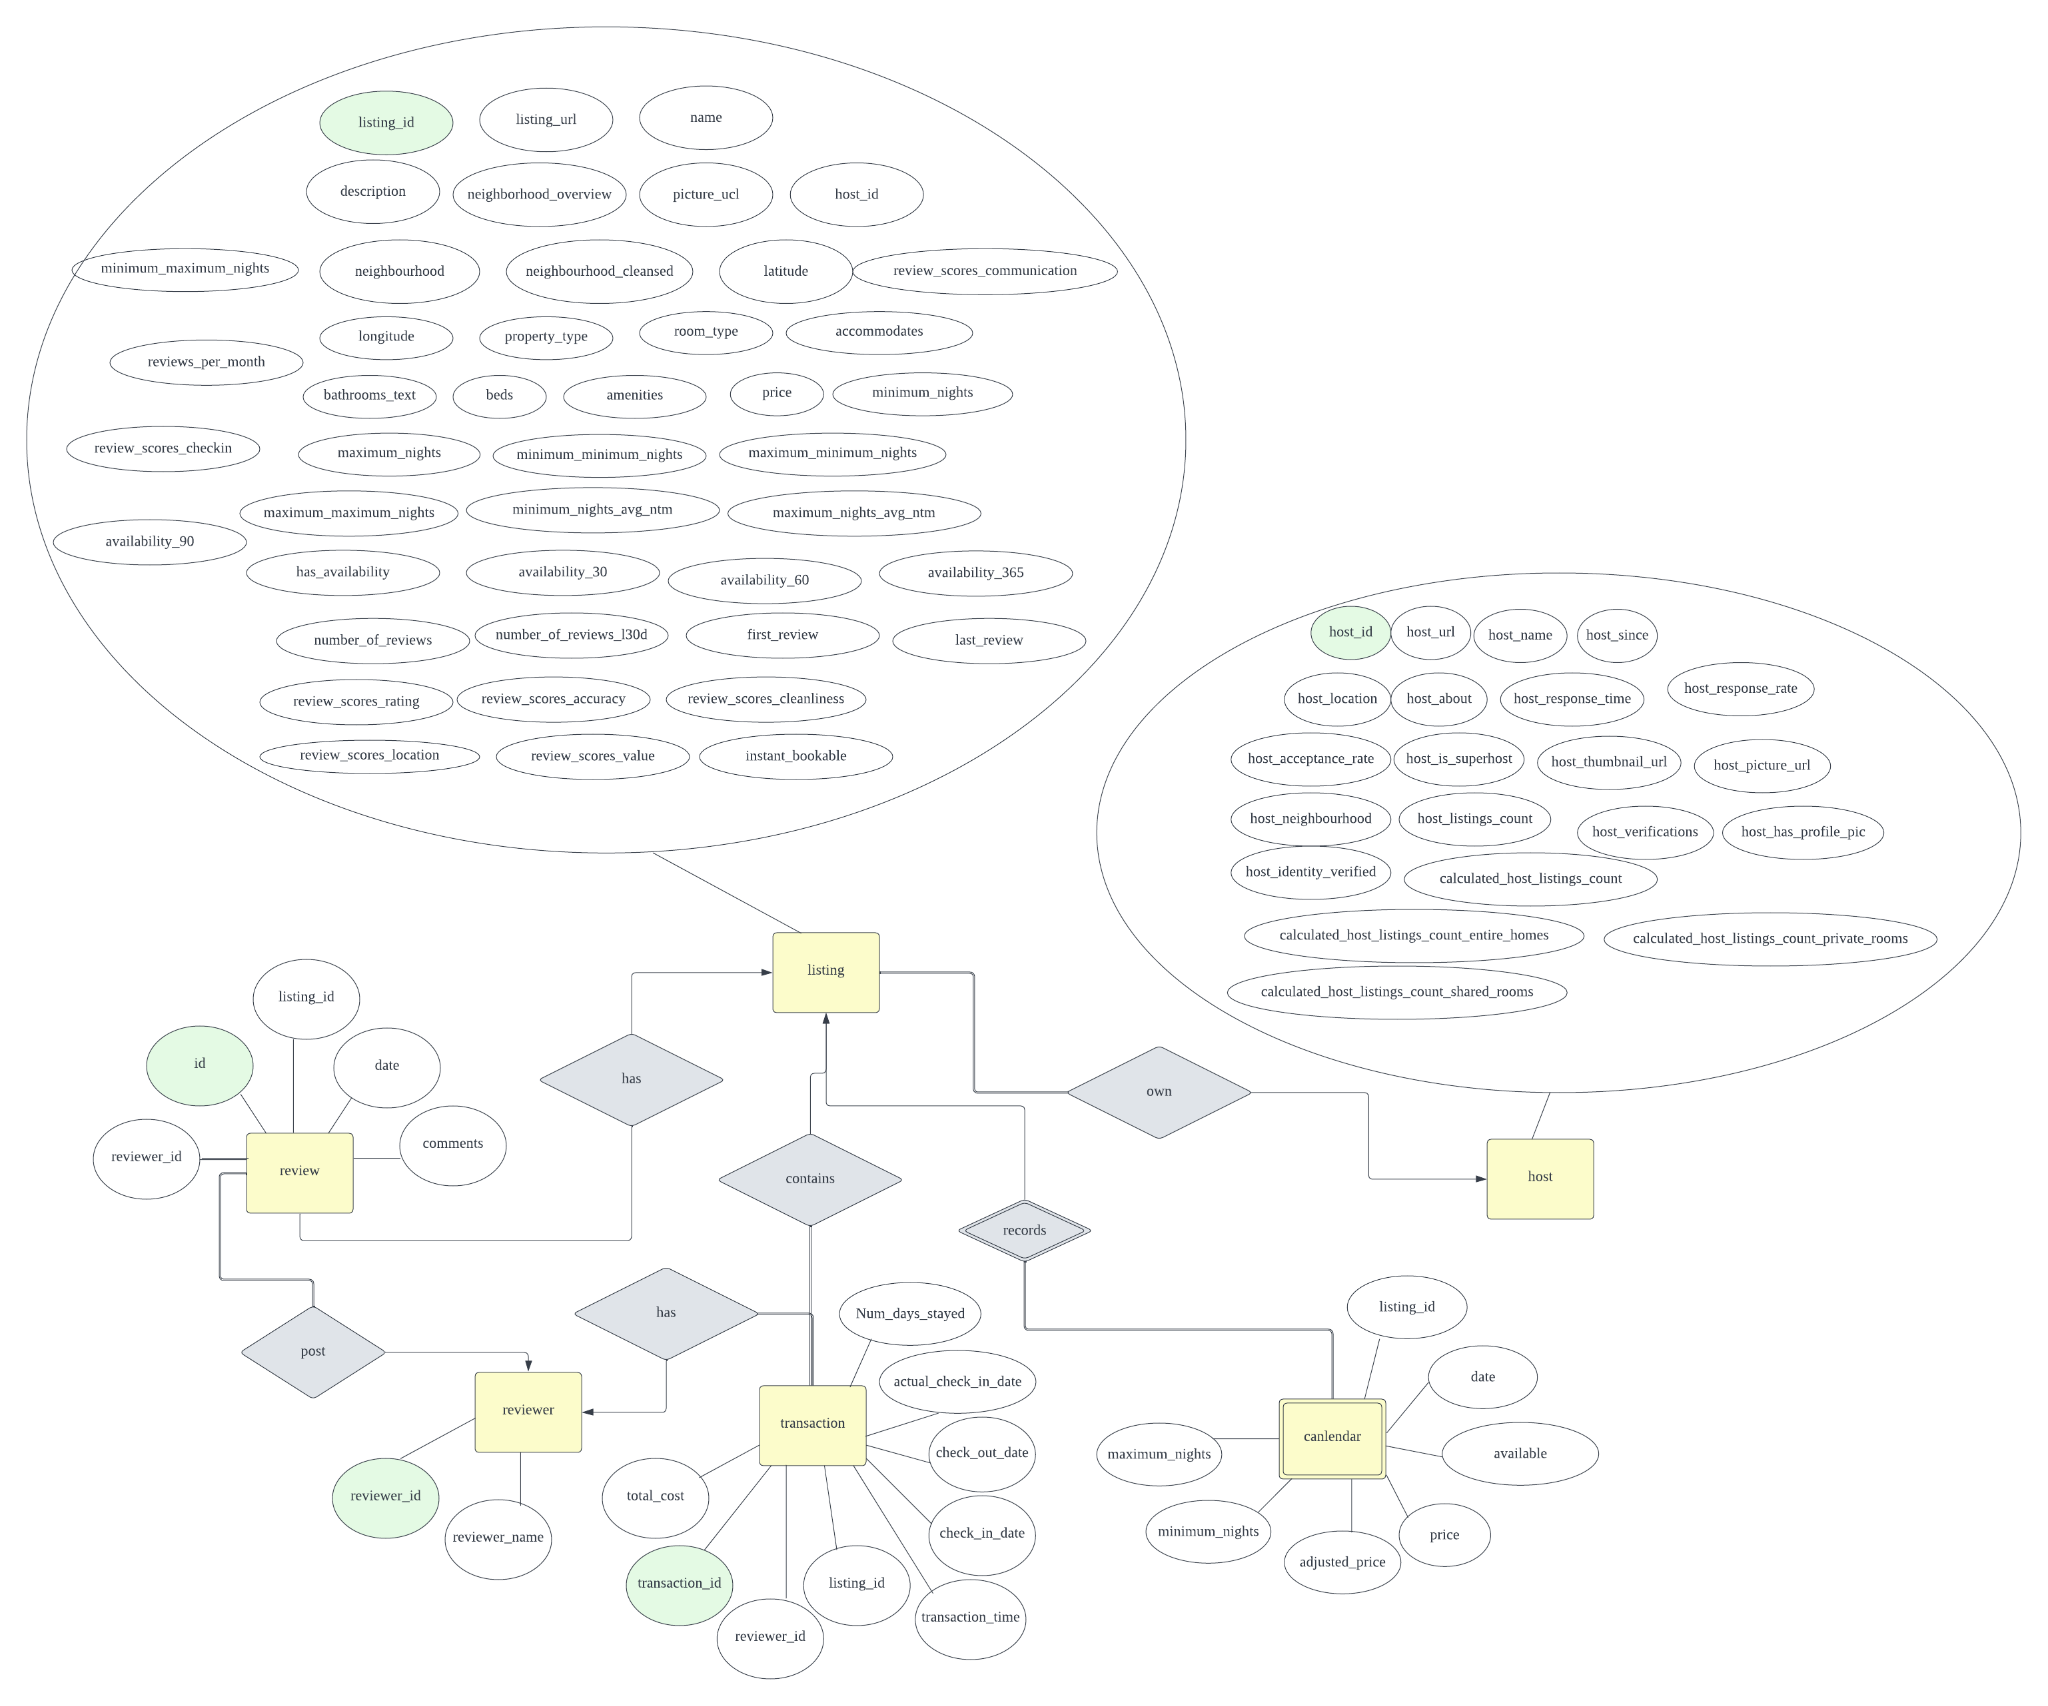 listing_id
listing_url
name
description
neighborhood_overview
picture_ucl
host_id
minimum_maximum_nights
neighbourhood
neighbourhood_cleansed
latitude
review_scores_communication
longitude
property_type
room_type
accommodates
reviews_per_month
bathrooms_text
beds
amenities
price
minimum_nights
review_scores_checkin
maximum_nights
minimum_minimum_nights
maximum_minimum_nights
maximum_maximum_nights
minimum_nights_avg_ntm
maximum_nights_avg_ntm
availability_90
has_availability
availability_30
availability_60
availability_365
number_of_reviews
number_of_reviews_l30d
first_review
last_review
review_scores_rating
review_scores_accuracy
review_scores_cleanliness
review_scores_location
review_scores_value
instant_bookable
host_id
host_url
host_name
host_since
host_location
host_about
host_response_time
host_response_rate
host_acceptance_rate
host_is_superhost
host_thumbnail_url
host_picture_url
host_neighbourhood
host_listings_count
host_verifications
host_has_profile_pic
host_identity_verified
calculated_host_listings_count
calculated_host_listings_count_entire_homes
calculated_host_listings_count_private_rooms
calculated_host_listings_count_shared_rooms
listing
listing_id
id
date
reviewer_id
comments
review
has
contains
own
host
records
has
post
reviewer
reviewer_id
reviewer_name
transaction
Num_days_stayed
actual_check_in_date
check_out_date
check_in_date
total_cost
transaction_id
reviewer_id
listing_id
transaction_time
canlendar
listing_id
date
available
maximum_nights
minimum_nights
adjusted_price
price